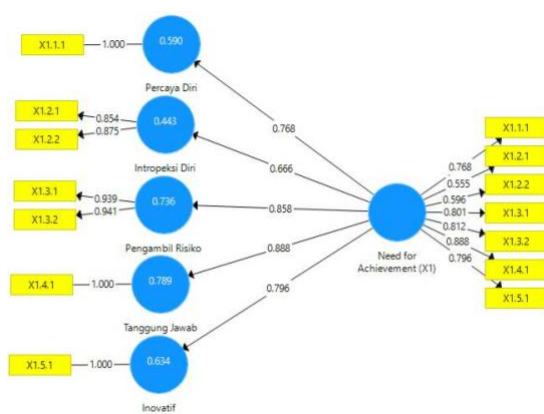 X1.1.1
1.000
0.590
Percaya Diri
X1.2.1
X1.2.2
0.854
0.875
0.443
Intropeksi Diri
X1.3.1
X1.3.2
0.939
0.941
0.736
Pengambil Risiko
X1.4.1
1.000
0.789
Tanggung Jawab
X1.5.1
1.000
0.634
Inovatif
0.768
0.666
0.858
0.888
0.796
Need for
Achievement (X1)
0.768
0.555
0.596
0.801
0.812
0.888
0.796
X1.1.1
X1.2.1
X1.2.2
X1.3.1
X1.3.2
X1.4.1
X1.5.1